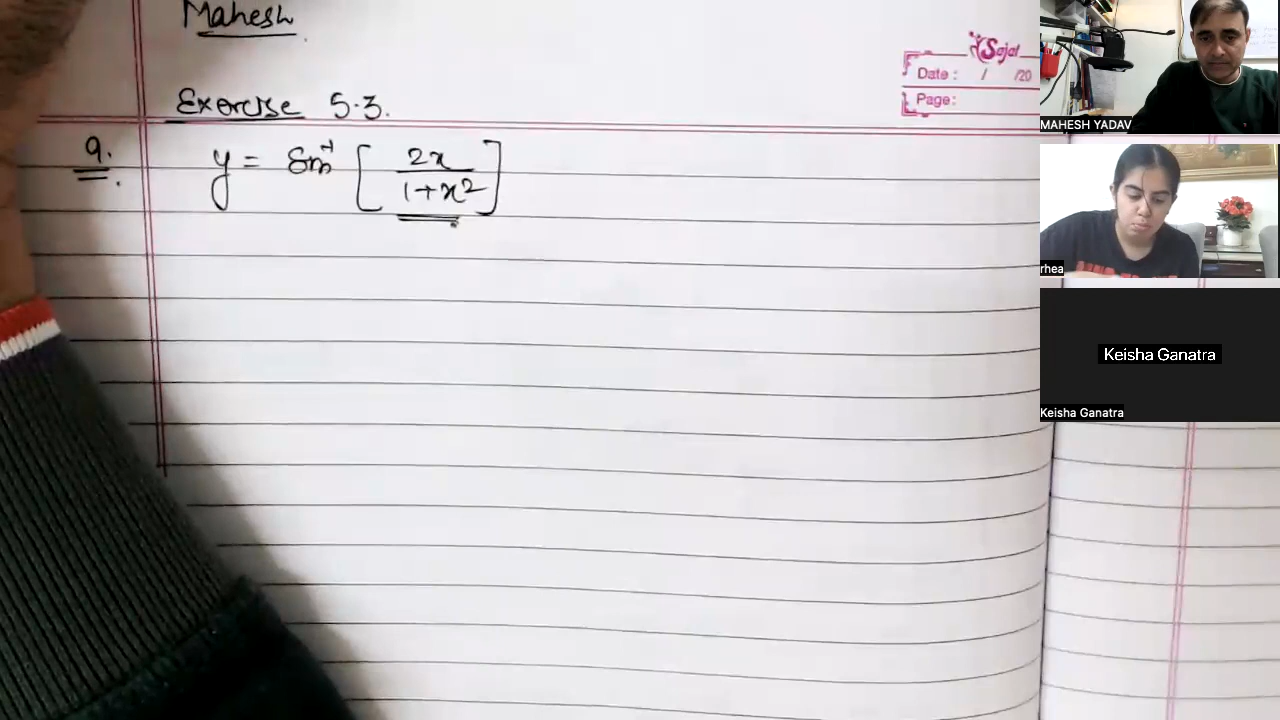 Mahesh
Sajal
Date : / /20
Page:
Exercise 5.3.
9. y = Sin⁻¹ [ 2x / 1+x² ]
MAHESH YADAV
rhea
Keisha Ganatra
Keisha Ganatra